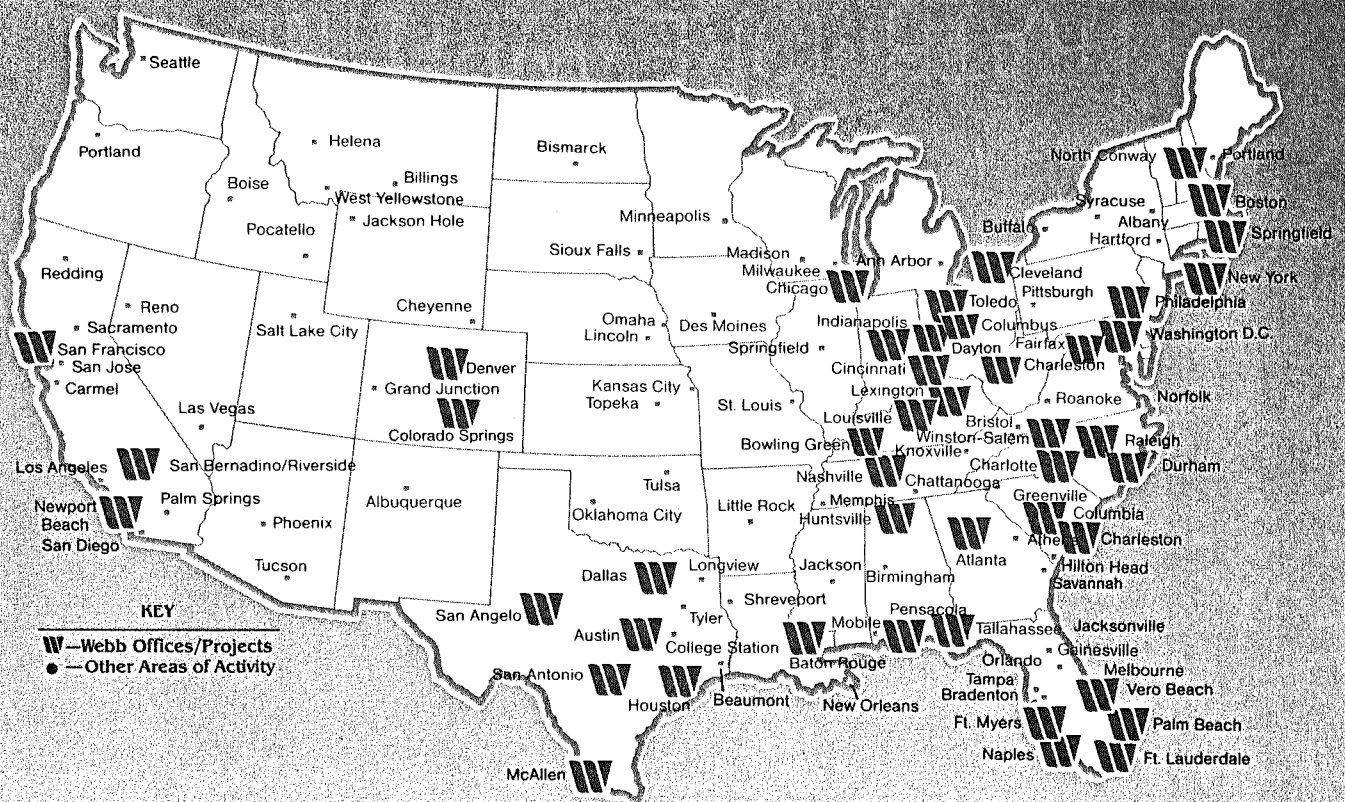 Seattle
Portland
Helena
Billings
Boise
West Yellowstone
Jackson Hole
Pocatello
Bismarck
Minneapolis
Sioux Falls
Madison
Milwaukee
Chicago
Ann Arbor
North Conway
Portland
Syracuse
Albany
Boston
Buffalo
Hartford
Springfield
Redding
Reno
Sacramento
San Francisco
San Jose
Carmel
Salt Lake City
Cheyenne
Omaha
Lincoln
Des Moines
Springfield
Indianapolis
Cleveland
Pittsburgh
New York
Toledo
Philadelphia
Columbus
Dayton
Fairfax
Washington D.C.
Cincinnati
Charleston
Denver
Grand Junction
Colorado Springs
Kansas City
Topeka
St. Louis
Lexington
Louisville
Roanoke
Norfolk
Las Vegas
Bowling Green
Bristol
Winston-Salem
Knoxville
Raleigh
Los Angeles
San Bernadino/Riverside
Nashville
Chattanooga
Charlotte
Durham
Newport
Beach
Palm Springs
San Diego
Phoenix
Tucson
Albuquerque
Tulsa
Oklahoma City
Little Rock
Memphis
Huntsville
Greenville
Columbia
Athens
Charleston
Atlanta
Hilton Head
Savannah
Dallas
Longview
Jackson
Birmingham
San Angelo
Tyler
Shreveport
Mobile
Pensacola
Tallahassee
Jacksonville
Austin
College Station
Baton Rouge
Gainesville
Orlando
Melbourne
San Antonio
Houston
Beaumont
New Orleans
Tampa
Bradenton
Vero Beach
Ft. Myers
Palm Beach
Naples
Ft. Lauderdale
McAllen
KEY
—Webb Offices/Projects
● —Other Areas of Activity